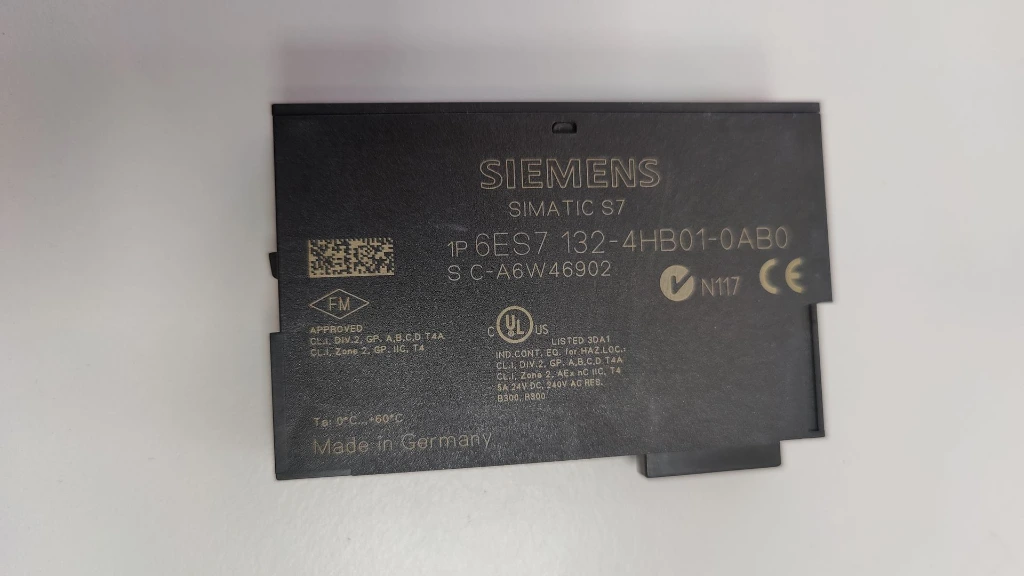 SIEMENS
SIMATIC S7
1P 6ES7 132-4HB01-0AB0
S C-A6W46902
N117 CE
FM
APPROVED
CL.I, DIV.2, GP. A,B,C,D T4A
CL.I, Zone 2, GP. IIC, T4
C UL US
LISTED 3DA1
IND.CONT. EQ. for HAZ.LOC.:
CL.I, DIV.2, GP. A,B,C,D T4A
CL.I, Zone 2, AEx nC IIC, T4
5A 24V DC, 240V AC RES.
B300, R300
Ta: 0°C...+60°C
Made in Germany